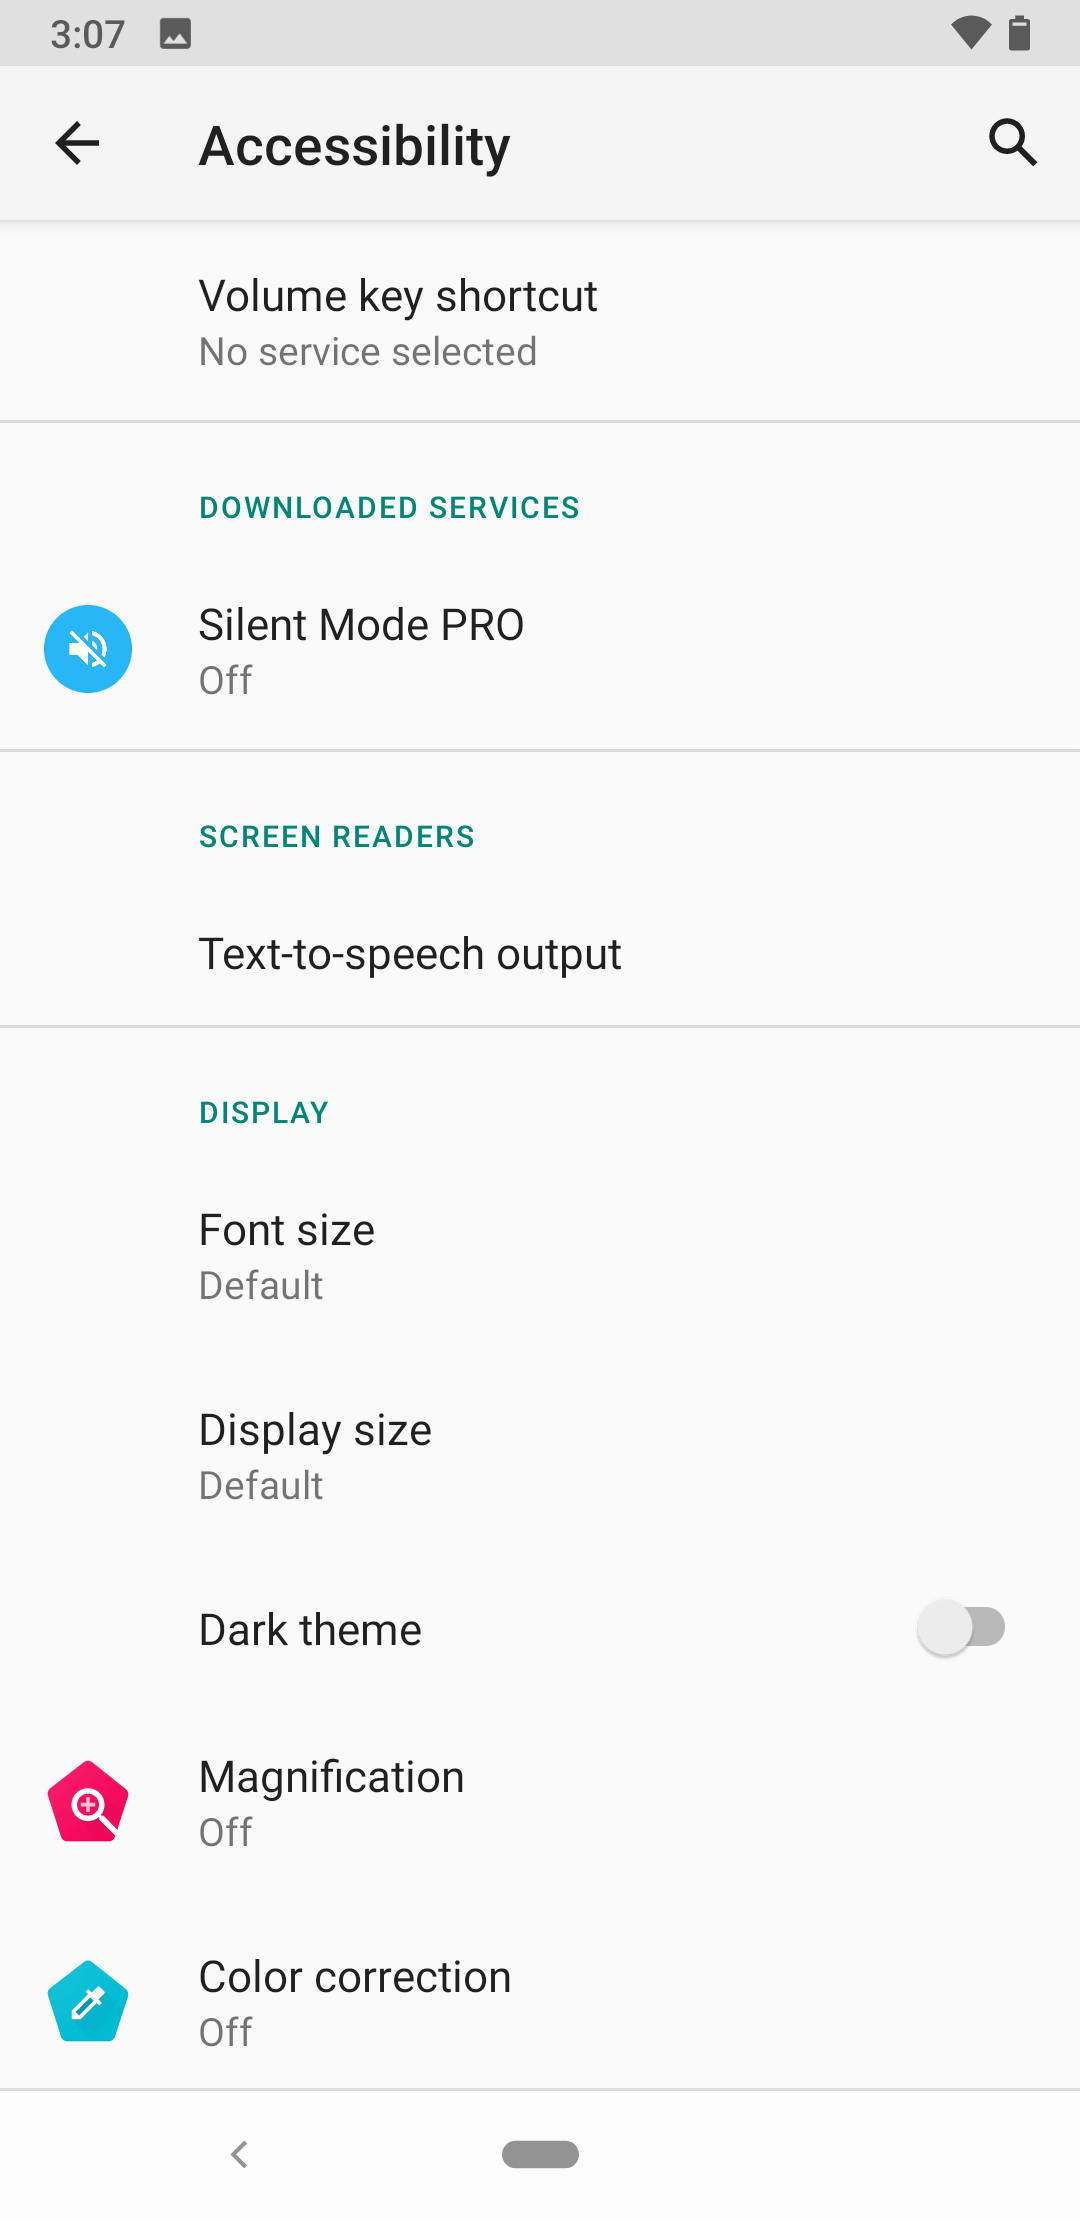 3:07
Accessibility
Volume key shortcut
No service selected
DOWNLOADED SERVICES
Silent Mode PRO
Off
SCREEN READERS
Text-to-speech output
DISPLAY
Font size
Default
Display size
Default
Dark theme
Magnification
Off
Color correction
Off